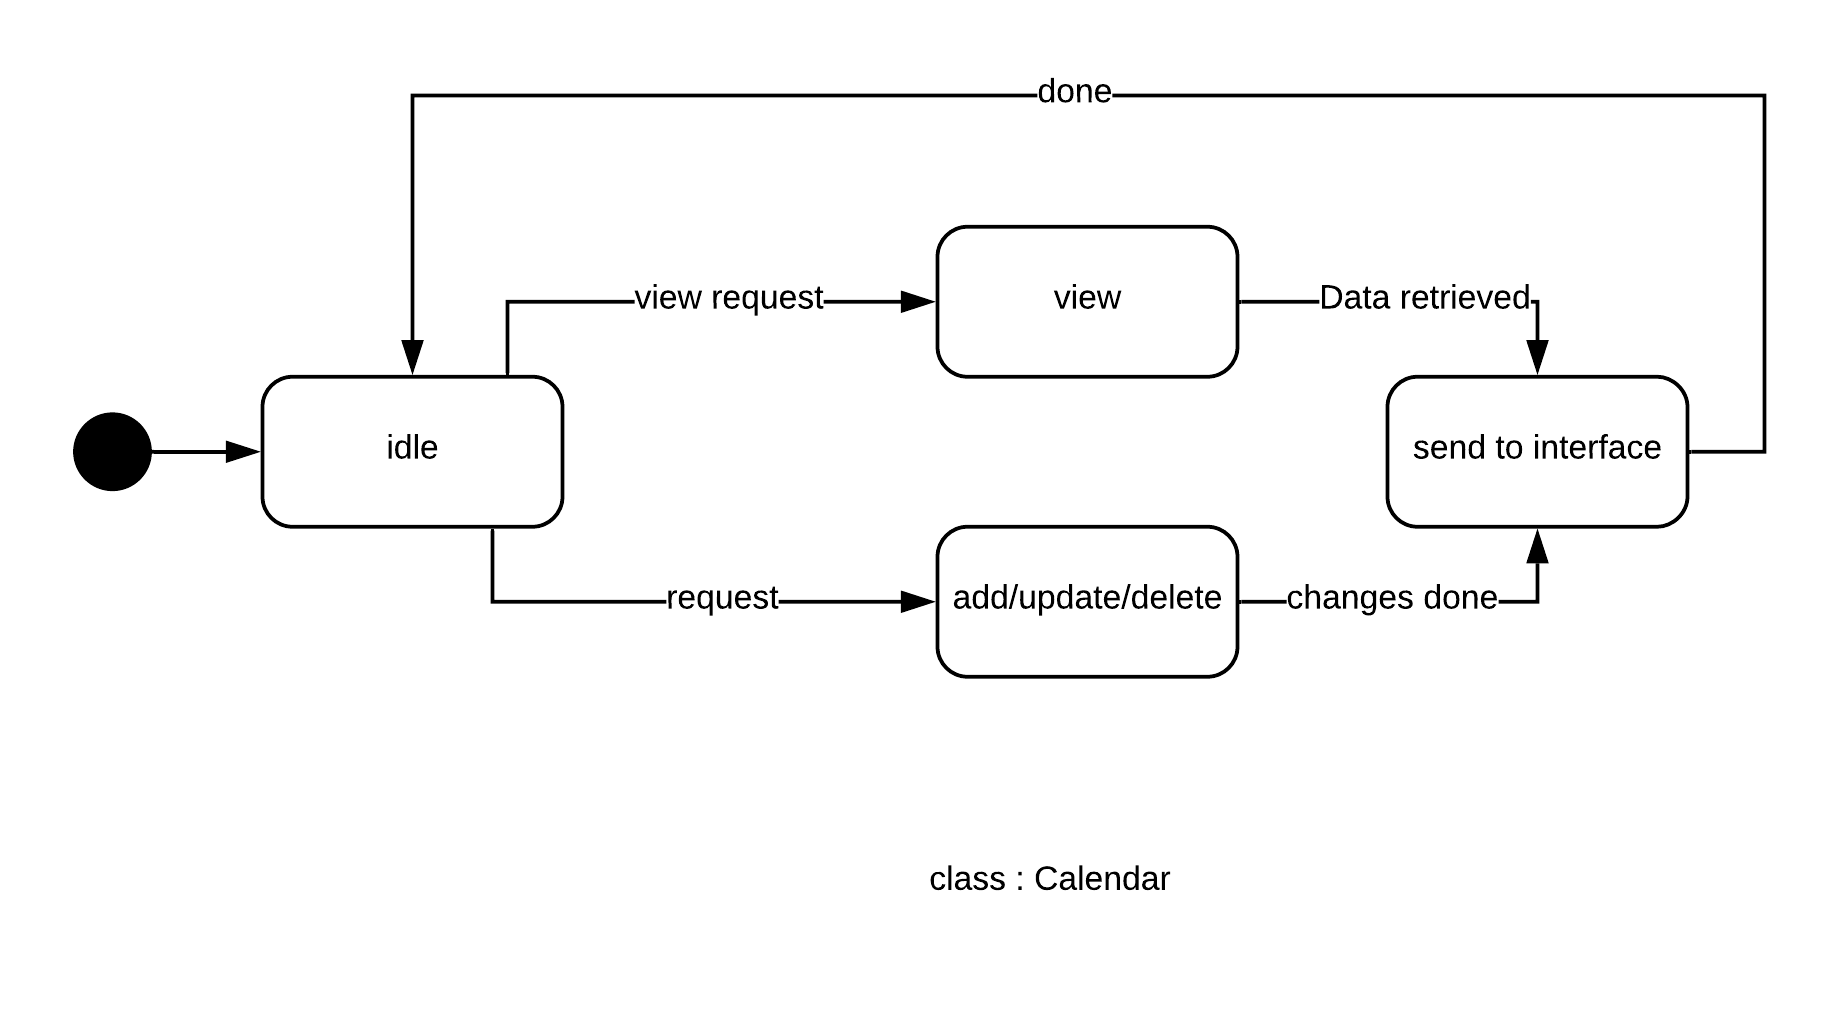 done
view request
view
Data retrieved
idle
send to interface
request
add/update/delete
changes done
class : Calendar